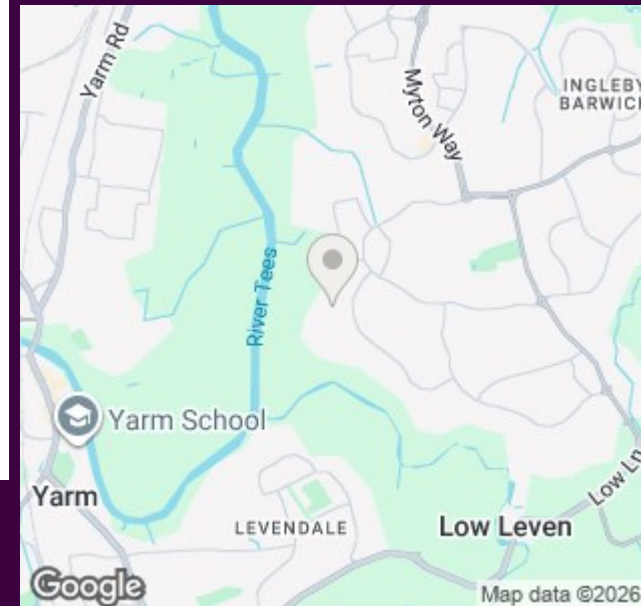 Yarm Rd
Myton Way
INGLEBY
BARWICK
River Tees
Yarm School
Yarm
LEVENDALE
Low Leven
Low Ln
Google
Map data ©2026